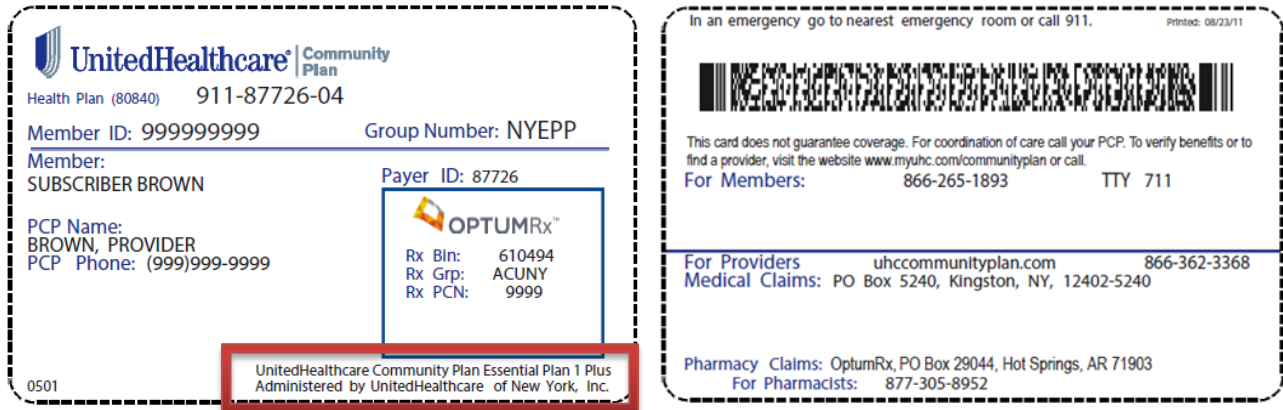 UnitedHealthcare® Community
Plan
Health Plan (80840) 911-87726-04
Member ID: 999999999 Group Number: NYEPP
Member:
SUBSCRIBER BROWN
Payer ID: 87726
PCP Name:
BROWN, PROVIDER
PCP Phone: (999)999-9999
OPTUMRx™
Rx Bin: 610494
Rx Grp: ACUNY
Rx PCN: 9999
UnitedHealthcare Community Plan Essential Plan 1 Plus
0501 Administered by UnitedHealthcare of New York, Inc.
In an emergency go to nearest emergency room or call 911. Printed: 08/23/11
This card does not guarantee coverage. For coordination of care call your PCP. To verify benefits or to
find a provider, visit the website www.myuhc.com/communityplan or call.
For Members: 866-265-1893 TTY 711
For Providers uhccommunityplan.com 866-362-3368
Medical Claims: PO Box 5240, Kingston, NY, 12402-5240
Pharmacy Claims: OptumRx, PO Box 29044, Hot Springs, AR 71903
For Pharmacists: 877-305-8952